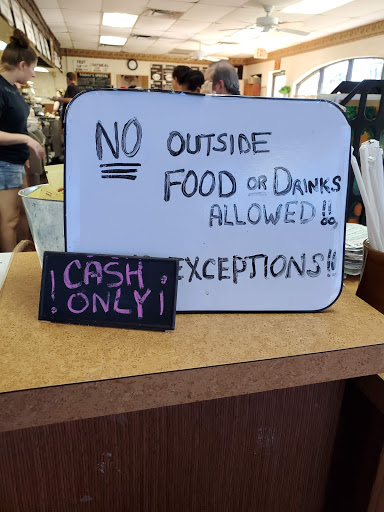 NO OUTSIDE
FOOD OR DRINKS
ALLOWED!!
EXCEPTIONS!!
! CASH !
ONLY!